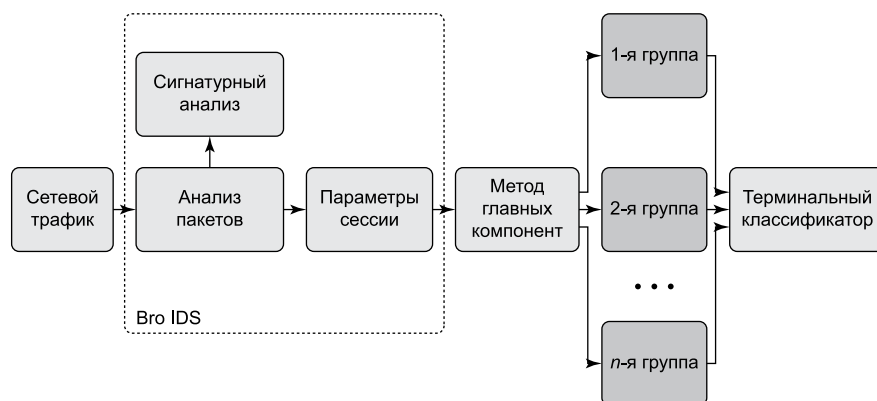 Сигнатурный
анализ
Сетевой
трафик
Анализ
пакетов
Параметры
сессии
Bro IDS
Метод
главных
компонент
1-я группа
2-я группа
• • •
n-я группа
Терминальный
классификатор